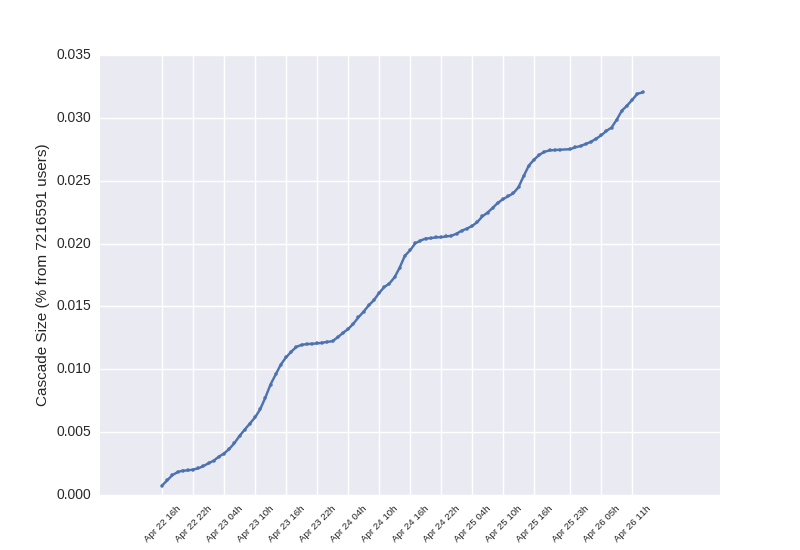 0.035
0.030
0.025
0.020
0.015
0.010
0.005
0.000
Cascade Size (% from 7216591 users)
Apr 22 16h
Apr 22 22h
Apr 23 04h
Apr 23 10h
Apr 23 16h
Apr 23 22h
Apr 24 04h
Apr 24 10h
Apr 24 16h
Apr 24 22h
Apr 25 04h
Apr 25 10h
Apr 25 16h
Apr 25 23h
Apr 26 05h
Apr 26 11h